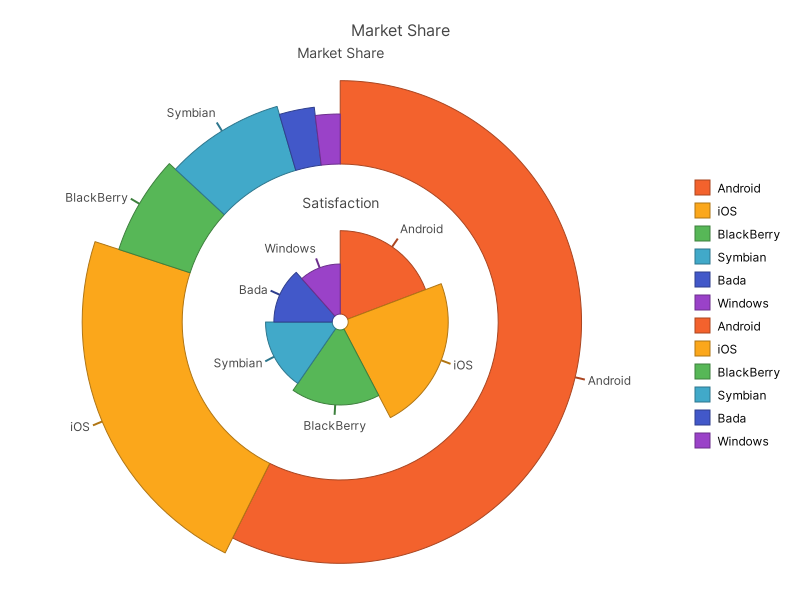 Market Share
Market Share
Symbian
BlackBerry
iOS
Android
Satisfaction
Android
Windows
Bada
Symbian
iOS
BlackBerry
Android
iOS
BlackBerry
Symbian
Bada
Windows
Android
iOS
BlackBerry
Symbian
Bada
Windows